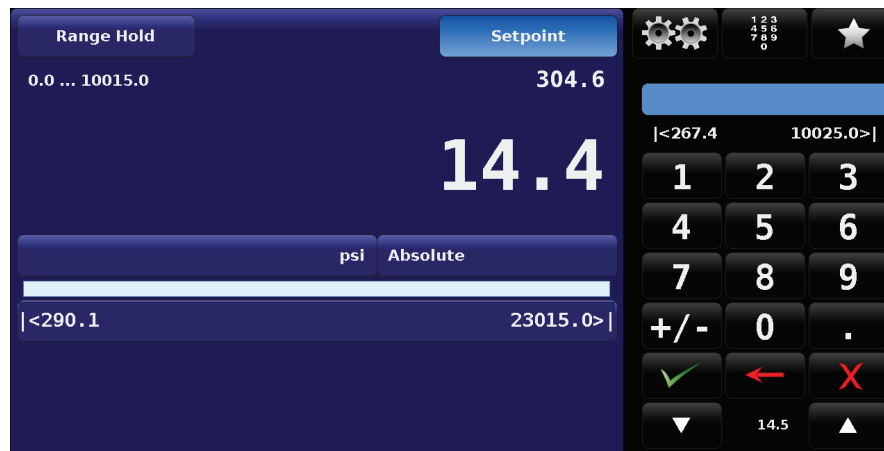 Range Hold
Setpoint
0.0 ... 10015.0
304.6
14.4
psi
Absolute
|<290.1
23015.0>|
1 2 3
4 5 6
7 8 9
0
|<267.4
10025.0>|
1 2 3
4 5 6
7 8 9
+/- 0 .
14.5